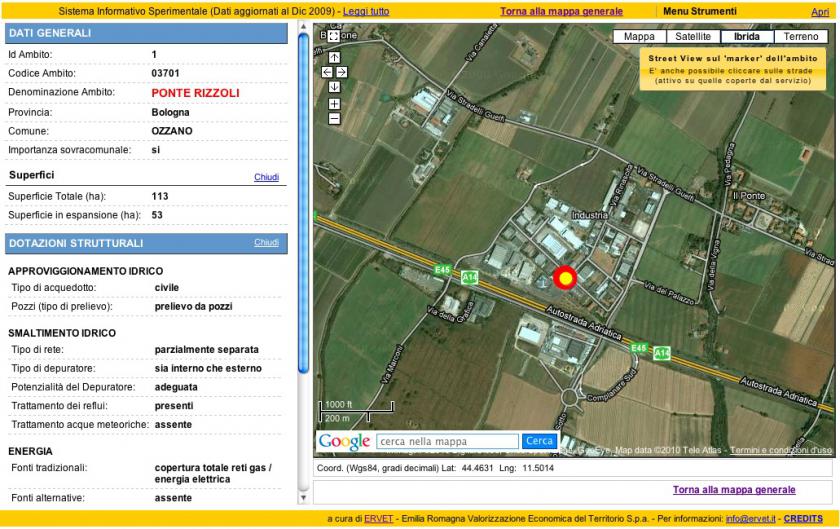 Sistema Informativo Sperimentale (Dati aggiornati al Dic 2009) - Leggi tutto
Torna alla mappa generale
Menu Strumenti
Apri
DATI GENERALI
Id Ambito: 1
Codice Ambito: 03701
Denominazione Ambito: PONTE RIZZOLI
Provincia: Bologna
Comune: OZZANO
Importanza sovracomunale: si
Superfici Chiudi
Superficie Totale (ha): 113
Superficie in espansione (ha): 53
DOTAZIONI STRUTTURALI Chiudi
APPROVIGGIONAMENTO IDRICO
Tipo di acquedotto: civile
Pozzi (tipo di prelievo): prelievo da pozzi
SMALTIMENTO IDRICO
Tipo di rete: parzialmente separata
Tipo di depuratore: sia interno che esterno
Potenzialità del Depuratore: adeguata
Trattamento dei reflui: presenti
Trattamento acque meteoriche: assente
ENERGIA
Fonti tradizionali: copertura totale reti gas /
energia elettrica
Fonti alternative: assente
Mappa Satellite Ibrida Terreno
Street View sul 'marker' dell'ambito
E' anche possibile cliccare sulle strade
(attivo su quelle coperte dal servizio)
Via Canaletta
Via Stradelli Guelfi
Via Stradelli Guelfi
Via Pedagna
Il Ponte
Industria
Via della Vigna
E45
A14
Via del Palazzo
Via della Grafica
Autostrada Adriatica
E45
A14
Via Marconi
Complanare Sud
Autostrada Adriatica
1000 ft
200 m
Google cerca nella mappa Cerca
GeoEye, Map data ©2010 Tele Atlas - Termini e condizioni d'uso
Coord. (Wgs84, gradi decimali) Lat: 44.4631 Lng: 11.5014
Torna alla mappa generale
a cura di ERVET - Emilia Romagna Valorizzazione Economica del Territorio S.p.a. - Per informazioni: info@ervet.it - CREDITS